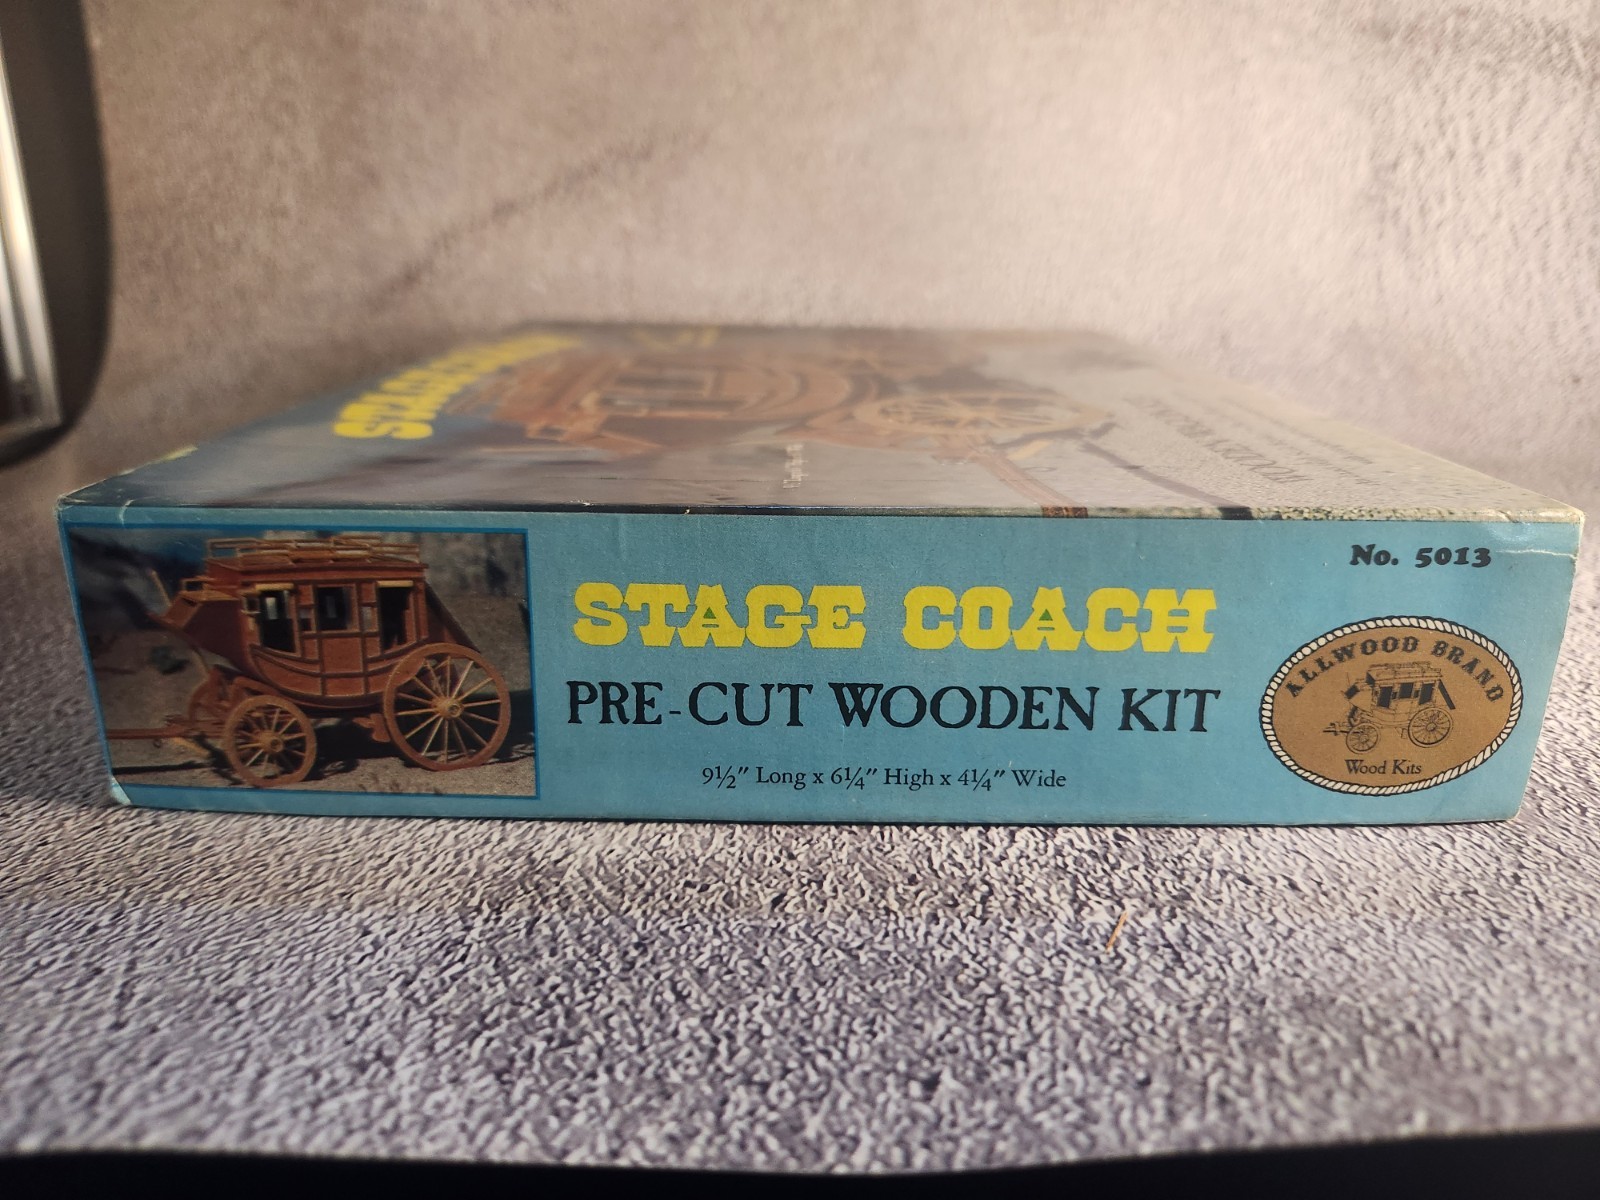 STAGE COACH
No. 5013
STAGE COACH
PRE-CUT WOODEN KIT
9½" Long x 6¼" High x 4¼" Wide
ALLWOOD BRAND
Wood Kits